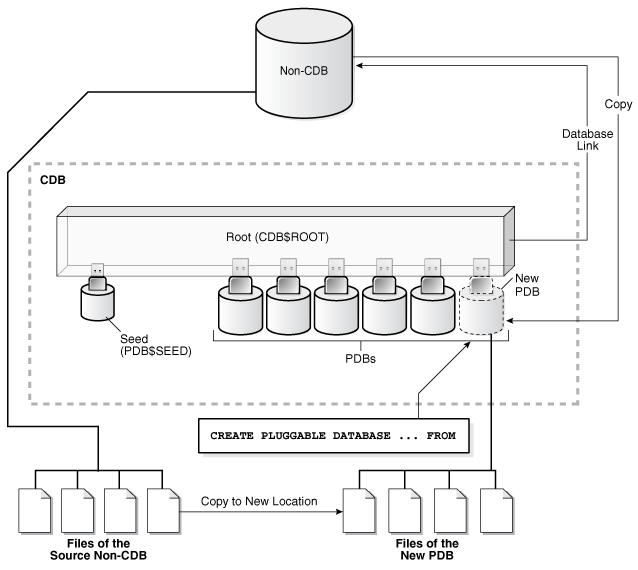 Non-CDB
Copy
Database
Link
CDB
Root (CDB$ROOT)
New
PDB
Seed
(PDB$SEED)
PDBs
CREATE PLUGGABLE DATABASE ... FROM
Copy to New Location
Files of the
Source Non-CDB
Files of the
New PDB